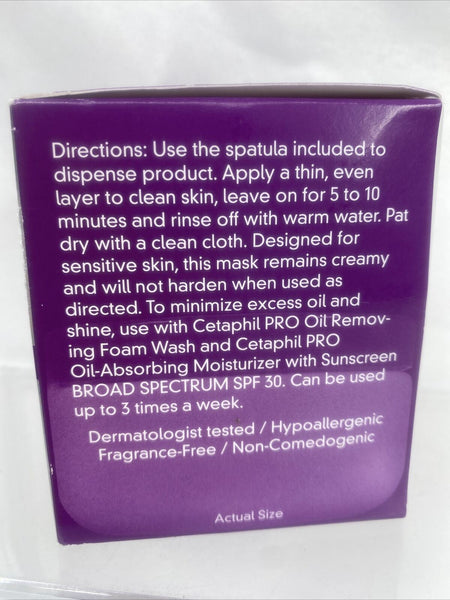 Directions: Use the spatula included to
dispense product. Apply a thin, even
layer to clean skin, leave on for 5 to 10
minutes and rinse off with warm water. Pat
dry with a clean cloth. Designed for
sensitive skin, this mask remains creamy
and will not harden when used as
directed. To minimize excess oil and
shine, use with Cetaphil PRO Oil Remov-
ing Foam Wash and Cetaphil PRO
Oil-Absorbing Moisturizer with Sunscreen
BROAD SPECTRUM SPF 30. Can be used
up to 3 times a week.
Dermatologist tested / Hypoallergenic
Fragrance-Free / Non-Comedogenic
Actual Size